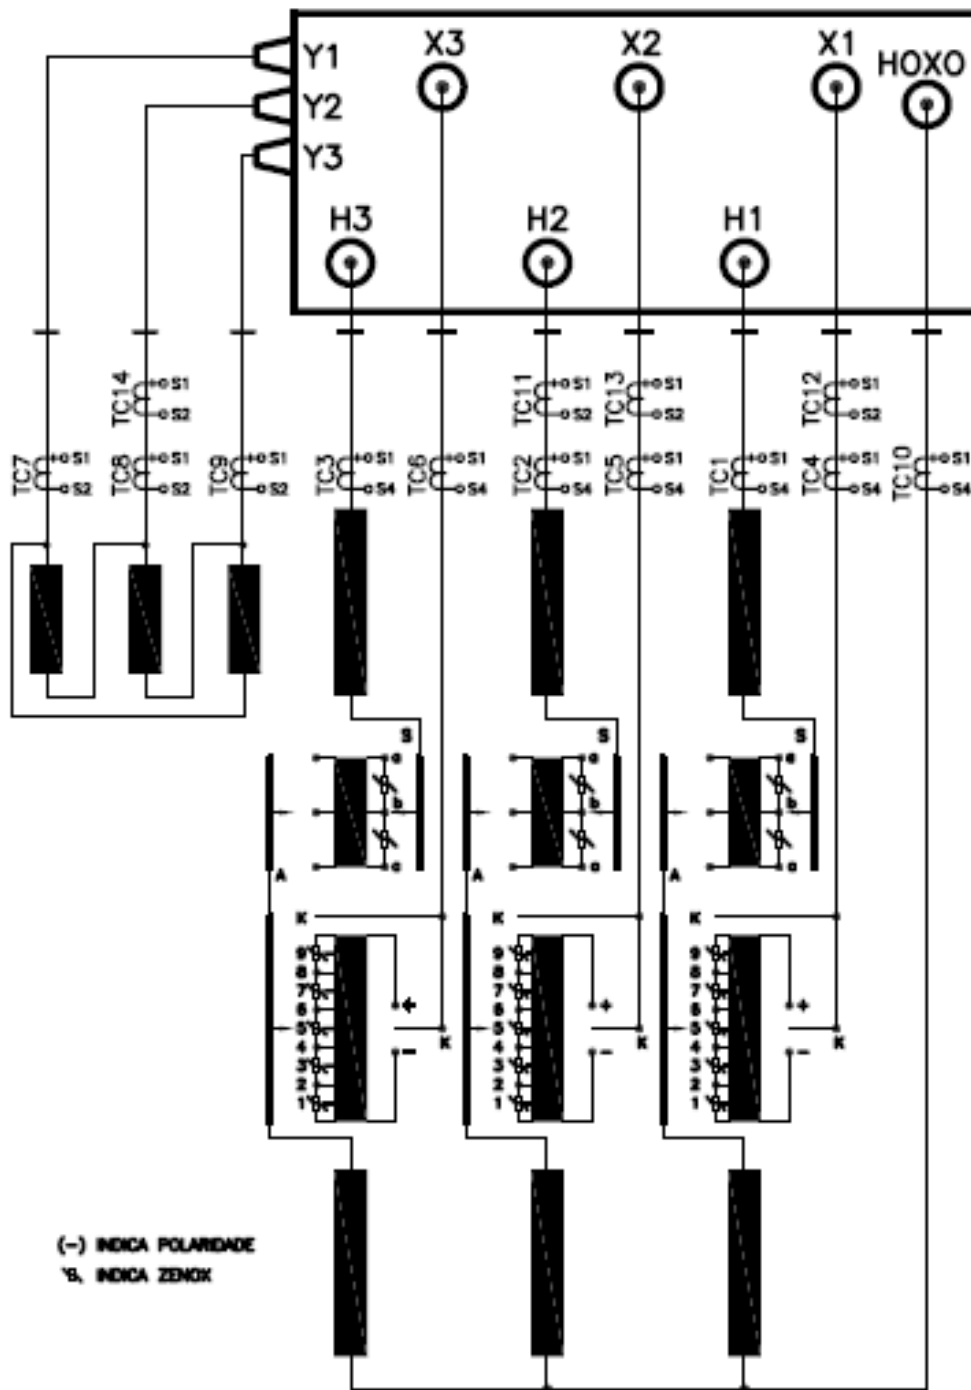 Y1 X3 X2 X1 H0X0
Y2
Y3
H3 H2 H1
TC14 S1 TC11 S1 TC13 S1 TC12 S1
S2 S2 S2 S2
TC7 S1 TC8 S1 TC9 S1 TC3 S1 TC6 S1 TC2 S1 TC5 S1 TC1 S1 TC4 S1 TC10 S1
S2 S2 S2 S4 S4 S4 S4 S4 S4 S4
S S S
a a a
b b b
A A A
K K K
9 9 9
8 8 8
7 7 7
6 + 6 + 6 +
5 K 5 K 5 K
4 - 4 - 4 -
3 3 3
2 2 2
1 1 1
(-) INDICA POLARIDADE
INDICA ZENOX